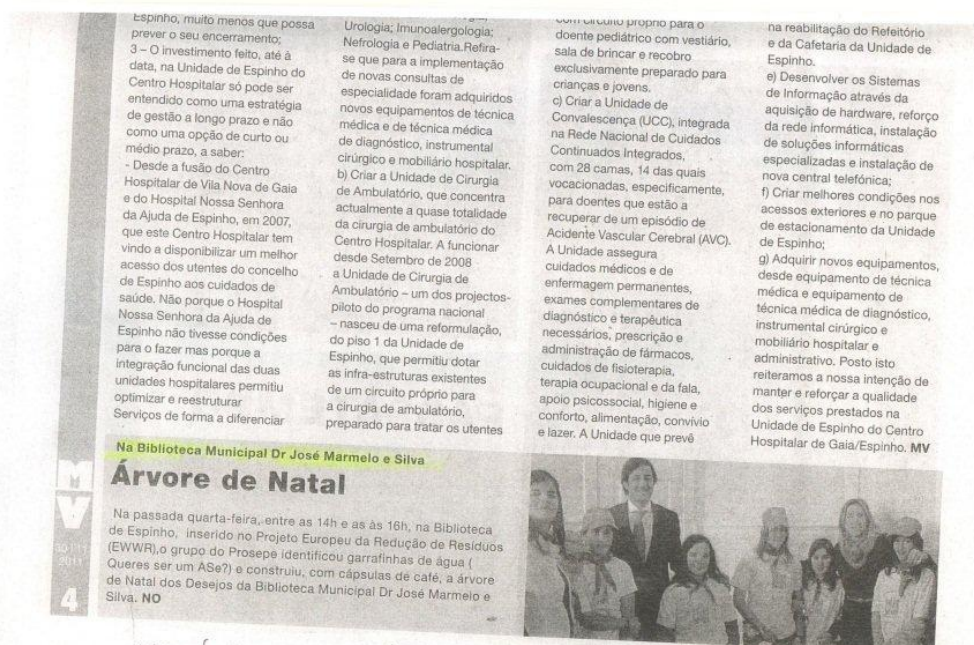 Espinho, muito menos que possa
prever o seu encerramento;
3 – O investimento feito, até à
data, na Unidade de Espinho do
Centro Hospitalar só pode ser
entendido como uma estratégia
de gestão a longo prazo e não
como uma opção de curto ou
médio prazo, a saber:
- Desde a fusão do Centro
Hospitalar de Vila Nova de Gaia
e do Hospital Nossa Senhora
da Ajuda de Espinho, em 2007,
que este Centro Hospitalar tem
vindo a disponibilizar um melhor
acesso dos utentes do concelho
de Espinho aos cuidados de
saúde. Não porque o Hospital
Nossa Senhora da Ajuda de
Espinho não tivesse condições
para o fazer mas porque a
integração funcional das duas
unidades hospitalares permitiu
optimizar e reestruturar
Serviços de forma a diferenciar
Urologia; Imunoalergologia;
Nefrologia e Pediatria.Refira-
se que para a implementação
de novas consultas de
especialidade foram adquiridos
novos equipamentos de técnica
médica e de técnica médica
de diagnóstico, instrumental
cirúrgico e mobiliário hospitalar.
b) Criar a Unidade de Cirurgia
de Ambulatório, que concentra
actualmente a quase totalidade
da cirurgia de ambulatório do
Centro Hospitalar. A funcionar
desde Setembro de 2008
a Unidade de Cirurgia de
Ambulatório – um dos projectos-
piloto do programa nacional
– nasceu de uma reformulação,
do piso 1 da Unidade de
Espinho, que permitiu dotar
as infra-estruturas existentes
de um circuito próprio para
a cirurgia de ambulatório,
preparado para tratar os utentes
com circuito próprio para o
doente pediátrico com vestiário,
sala de brincar e recobro
exclusivamente preparado para
crianças e jovens.
c) Criar a Unidade de
Convalescença (UCC), integrada
na Rede Nacional de Cuidados
Continuados Integrados,
com 28 camas, 14 das quais
vocacionadas, especificamente,
para doentes que estão a
recuperar de um episódio de
Acidente Vascular Cerebral (AVC).
A Unidade assegura
cuidados médicos e de
enfermagem permanentes,
exames complementares de
diagnóstico e terapêutica
necessários, prescrição e
administração de fármacos,
cuidados de fisioterapia,
terapia ocupacional e da fala,
apoio psicossocial, higiene e
conforto, alimentação, convívio
e lazer. A Unidade que prevê
na reabilitação do Refeitório
e da Cafetaria da Unidade de
Espinho.
e) Desenvolver os Sistemas
de Informação através da
aquisição de hardware, reforço
da rede informática, instalação
de soluções informáticas
especializadas e instalação de
nova central telefónica;
f) Criar melhores condições nos
acessos exteriores e no parque
de estacionamento da Unidade
de Espinho;
g) Adquirir novos equipamentos,
desde equipamento de técnica
médica e equipamento de
técnica médica de diagnóstico,
instrumental cirúrgico e
mobiliário hospitalar e
administrativo. Posto isto
reiteramos a nossa intenção de
manter e reforçar a qualidade
dos serviços prestados na
Unidade de Espinho do Centro
Hospitalar de Gaia/Espinho. MV
Na Biblioteca Municipal Dr José Marmelo e Silva
Árvore de Natal
Na passada quarta-feira, entre as 14h e as às 16h, na Biblioteca
de Espinho, inserido no Projeto Europeu da Redução de Resíduos
(EWWR),o grupo do Prosepe identificou garrafinhas de água (
Queres ser um ASe?) e construiu, com cápsulas de café, a árvore
de Natal dos Desejos da Biblioteca Municipal Dr José Marmelo e
Silva. NO
MV
30 / 11
2011
4